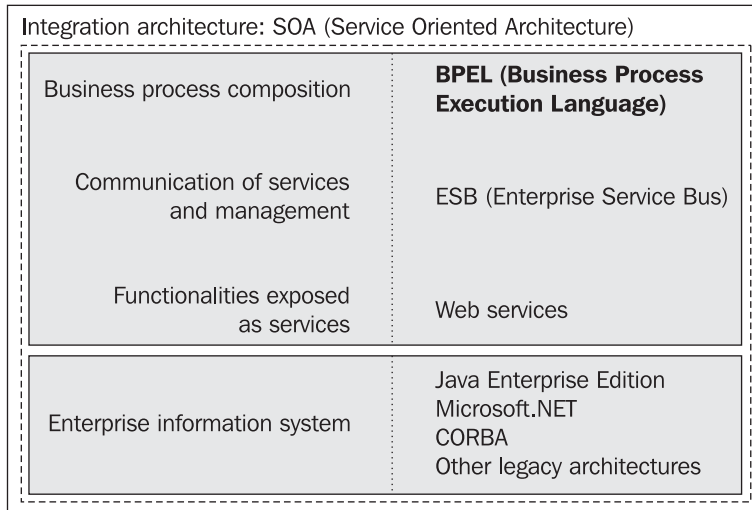 Integration architecture: SOA (Service Oriented Architecture)
Business process composition
BPEL (Business Process
Execution Language)
Communication of services
and management
ESB (Enterprise Service Bus)
Functionalities exposed
as services
Web services
Enterprise information system
Java Enterprise Edition
Microsoft.NET
CORBA
Other legacy architectures